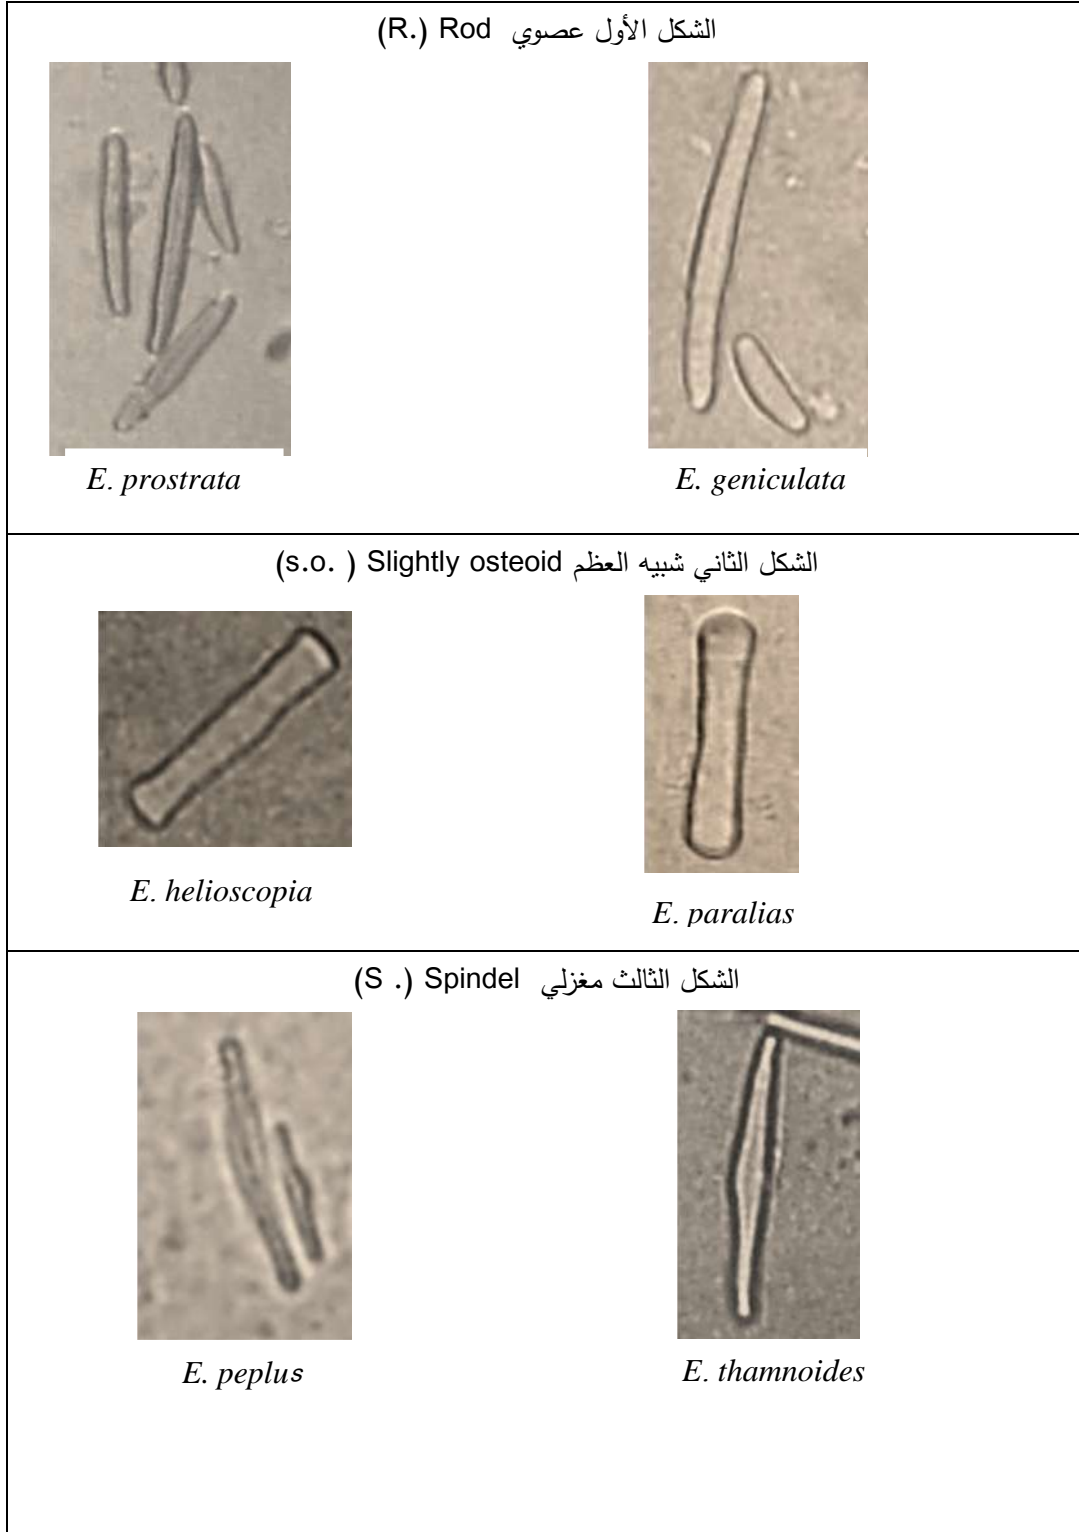 الشكل الأول عصوي Rod (R.)
E. prostrata
E. geniculata
الشكل الثاني شبيه العظم Slightly osteoid ( s.o.)
E. helioscopia
E. paralias
الشكل الثالث مغزلي Spindel (S .)
E. peplus
E. thamnoides